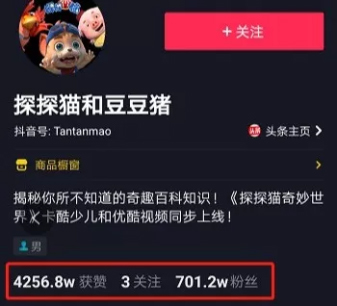 + 关注
探探猫和豆豆猪
抖音号: Tantanmao
头条主页 >
商品橱窗 >
揭秘你所不知道的奇趣百科知识！《
探探猫奇妙世
界》卡酷少儿和优酷视频同步上线！
男
4256.8w 获赞 3 关注 701.2w 粉丝